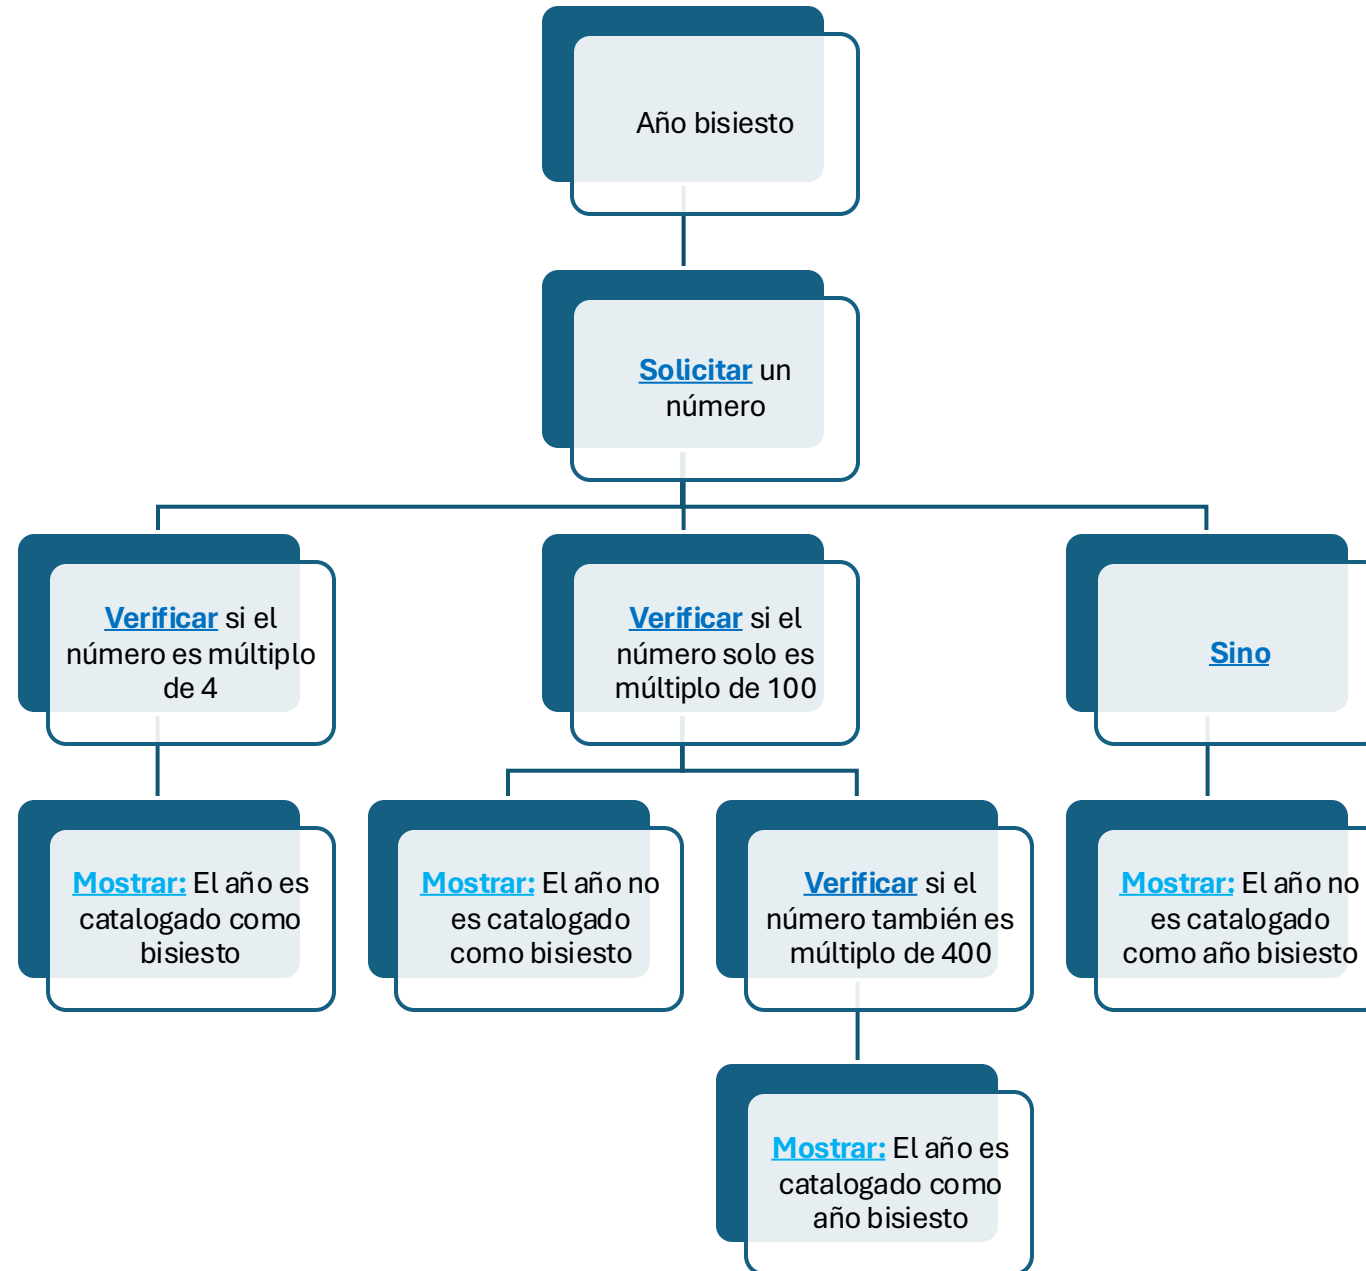 Año bisiesto
Solicitar un
número
Verificar si el
número es múltiplo
de 4
Verificar si el
número solo es
múltiplo de 100
Sino
Mostrar: El año es
catalogado como
bisiesto
Mostrar: El año no
es catalogado
como bisiesto
Verificar si el
número también es
múltiplo de 400
Mostrar: El año no
es catalogado
como año bisiesto
Mostrar: El año es
catalogado como
año bisiesto